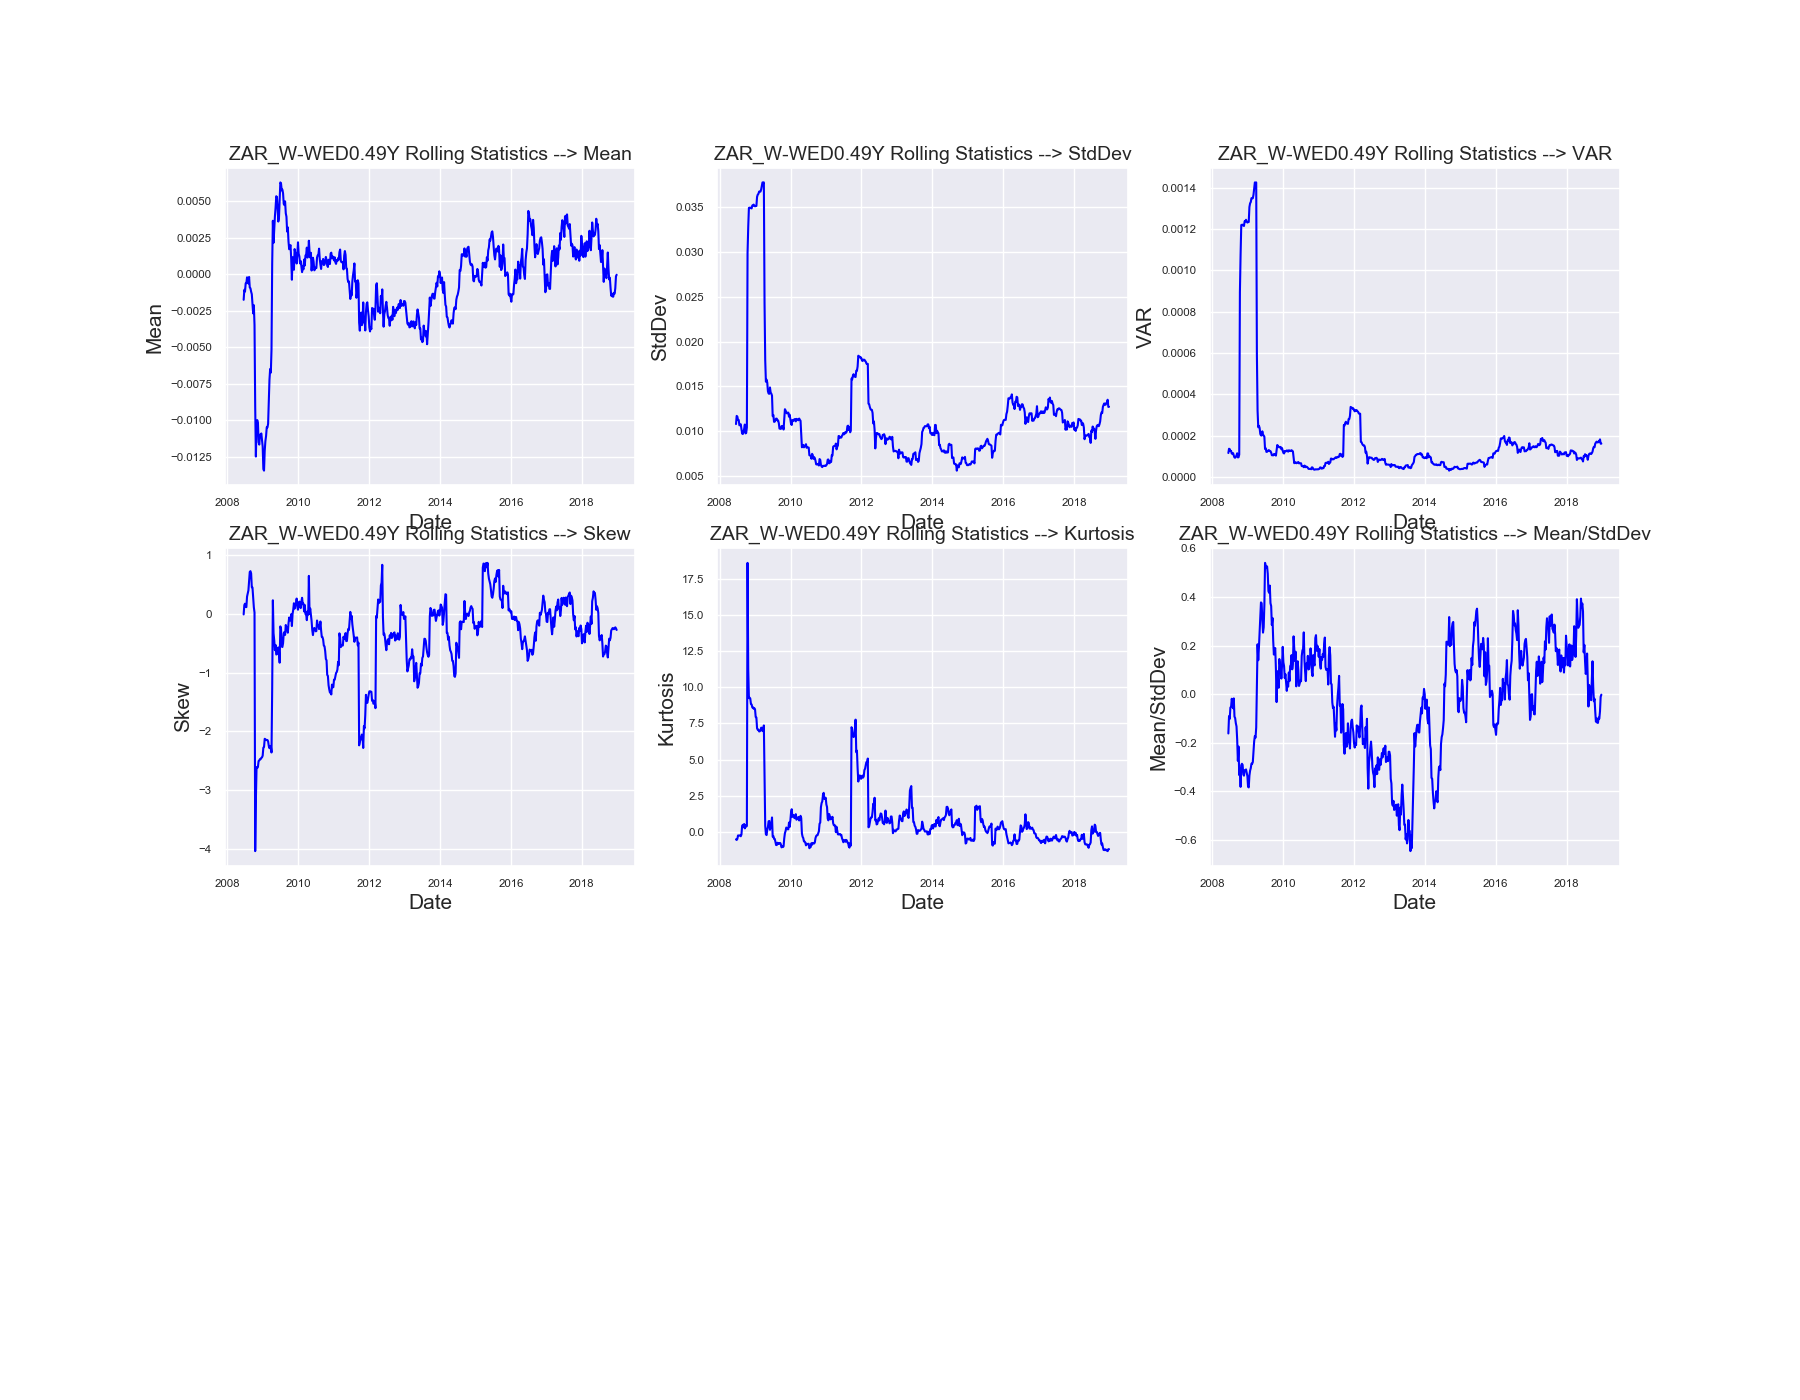 ZAR_W-WED0.49Y Rolling Statistics --> Mean
Mean
0.0050
0.0025
0.0000
−0.0025
−0.0050
−0.0075
−0.0100
−0.0125
2008 2010 2012 2014 2016 2018
Date
ZAR_W-WED0.49Y Rolling Statistics --> StdDev
StdDev
0.035
0.030
0.025
0.020
0.015
0.010
0.005
2008 2010 2012 2014 2016 2018
Date
ZAR_W-WED0.49Y Rolling Statistics --> VAR
VAR
0.0014
0.0012
0.0010
0.0008
0.0006
0.0004
0.0002
0.0000
2008 2010 2012 2014 2016 2018
Date
ZAR_W-WED0.49Y Rolling Statistics --> Skew
Skew
1
0
−1
−2
−3
−4
2008 2010 2012 2014 2016 2018
Date
ZAR_W-WED0.49Y Rolling Statistics --> Kurtosis
Kurtosis
17.5
15.0
12.5
10.0
7.5
5.0
2.5
0.0
2008 2010 2012 2014 2016 2018
Date
ZAR_W-WED0.49Y Rolling Statistics --> Mean/StdDev
Mean/StdDev
0.6
0.4
0.2
0.0
−0.2
−0.4
−0.6
2008 2010 2012 2014 2016 2018
Date